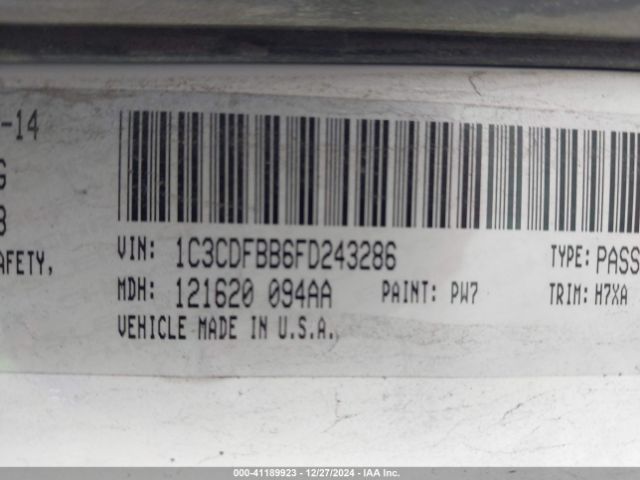 -14
G
8
AFETY,
VIN: 1C3CDFBB6FD243286 TYPE: PASS
MDH: 121620 094AA PAINT: PW7 TRIM: H7XA
VEHICLE MADE IN U.S.A.
000-41189923 - 12/27/2024 - IAA Inc.